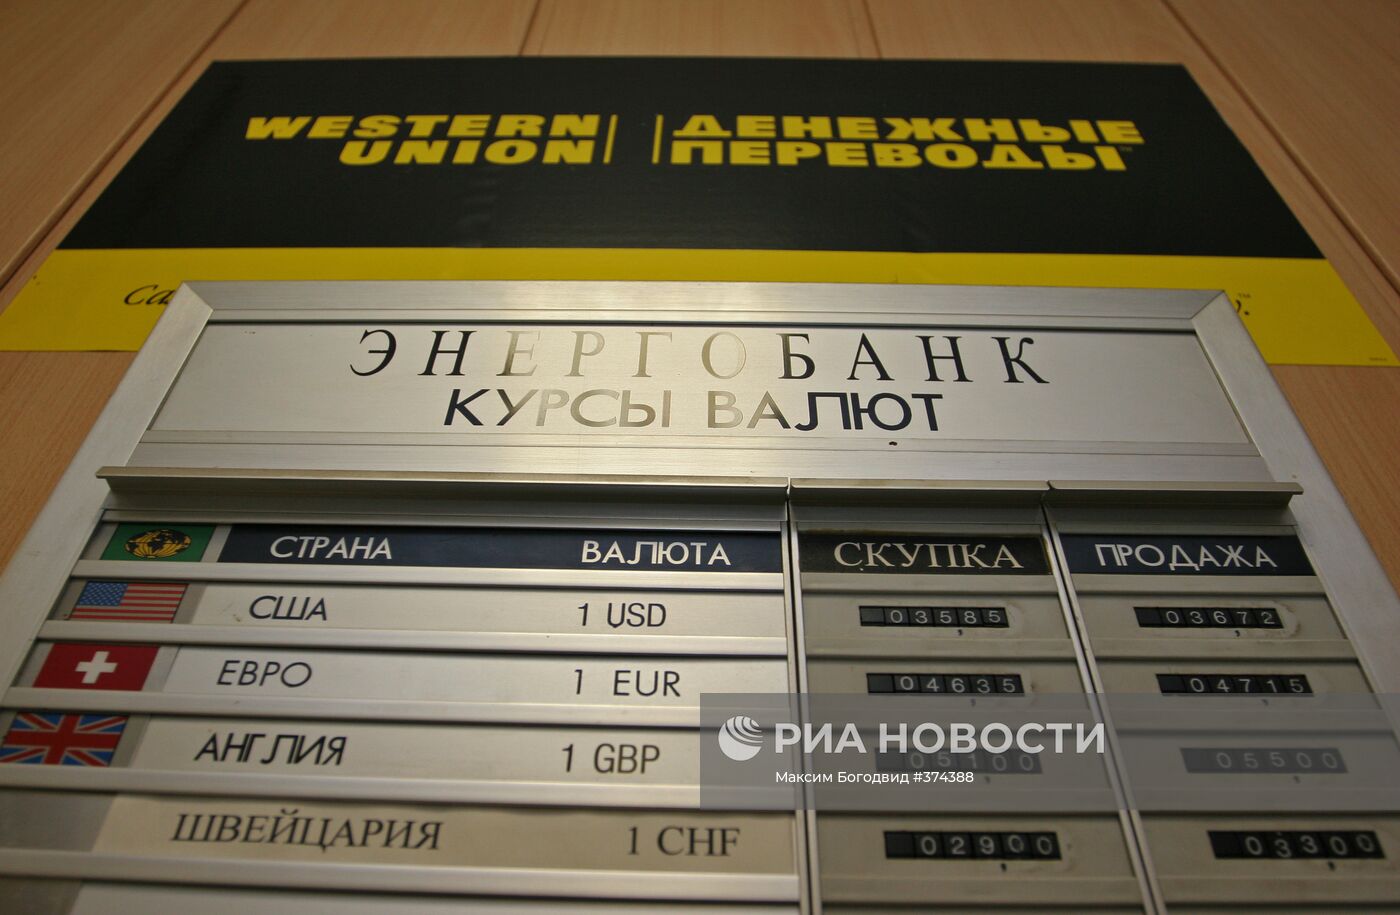 WESTERN UNION ДЕНЕЖНЫЕ ПЕРЕВОДЫ
ЭНЕРГОБАНК
КУРСЫ ВАЛЮТ
СТРАНА ВАЛЮТА СКУПКА ПРОДАЖА
США 1 USD 03585 03672
ЕВРО 1 EUR 04635 04715
АНГЛИЯ 1 GBP 05100 05500
РИА НОВОСТИ
Максим Богодвид #374388
ШВЕЙЦАРИЯ 1 CHF 02900 03300